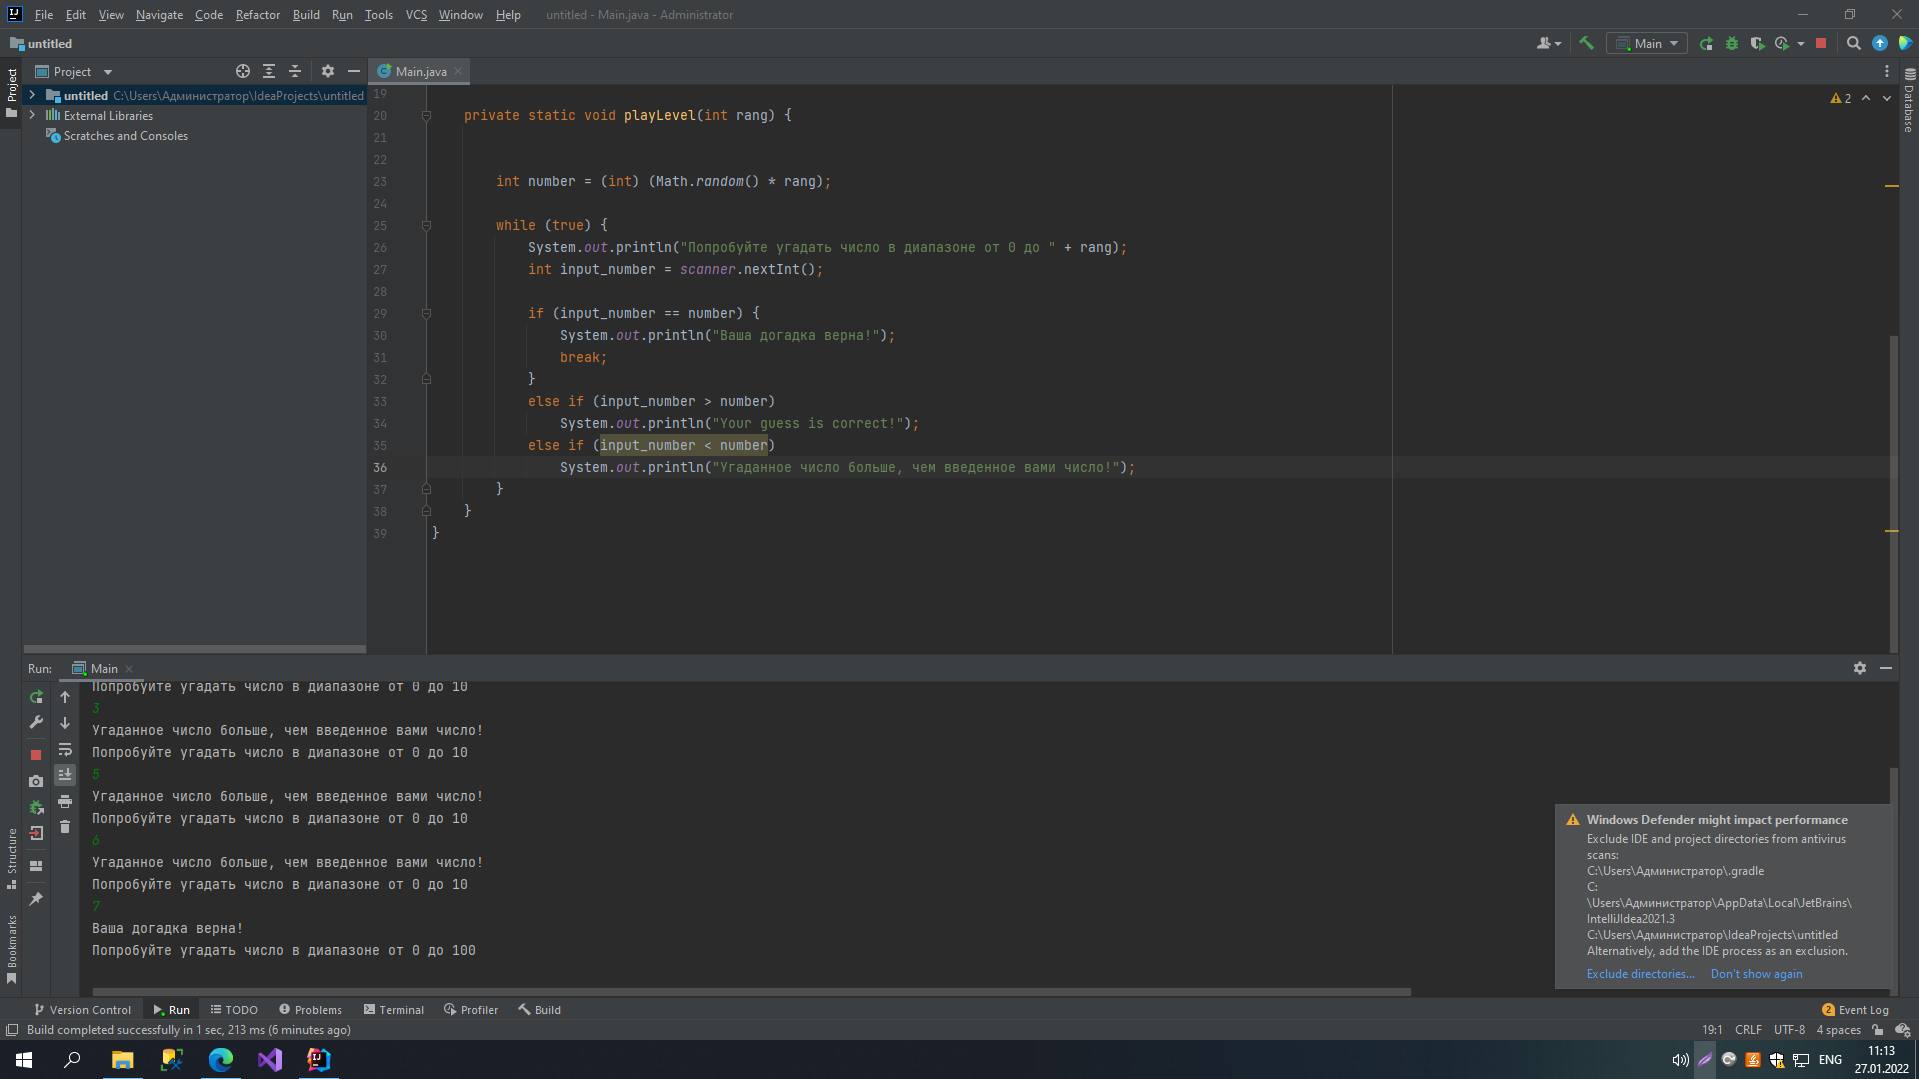 File Edit View Navigate Code Refactor Build Run Tools VCS Window Help untitled - Main.java - Administrator
untitled
Main
Project
Main.java
untitled C:\Users\Администратор\IdeaProjects\untitled
External Libraries
Scratches and Consoles
Project
Database
2
19
20 private static void playLevel(int rang) {
21
22
23 int number = (int) (Math.random() * rang);
24
25 while (true) {
26 System.out.println("Попробуйте угадать число в диапазоне от 0 до " + rang);
27 int input_number = scanner.nextInt();
28
29 if (input_number == number) {
30 System.out.println("Ваша догадка верна!");
31 break;
32 }
33 else if (input_number > number)
34 System.out.println("Your guess is correct!");
35 else if (input_number < number)
36 System.out.println("Угаданное число больше, чем введенное вами число!");
37 }
38 }
39 }
Run: Main
Попробуйте угадать число в диапазоне от 0 до 10
3
Угаданное число больше, чем введенное вами число!
Попробуйте угадать число в диапазоне от 0 до 10
5
Угаданное число больше, чем введенное вами число!
Попробуйте угадать число в диапазоне от 0 до 10
6
Угаданное число больше, чем введенное вами число!
Попробуйте угадать число в диапазоне от 0 до 10
7
Ваша догадка верна!
Попробуйте угадать число в диапазоне от 0 до 100
Structure
Bookmarks
Windows Defender might impact performance
Exclude IDE and project directories from antivirus
scans:
C:\Users\Администратор\.gradle
C:
\Users\Администратор\AppData\Local\JetBrains\
IntelliJIdea2021.3
C:\Users\Администратор\IdeaProjects\untitled
Alternatively, add the IDE process as an exclusion.
Exclude directories... Don't show again
Version Control Run TODO Problems Terminal Profiler Build 2 Event Log
Build completed successfully in 1 sec, 213 ms (6 minutes ago) 19:1 CRLF UTF-8 4 spaces
ENG
11:13
27.01.2022